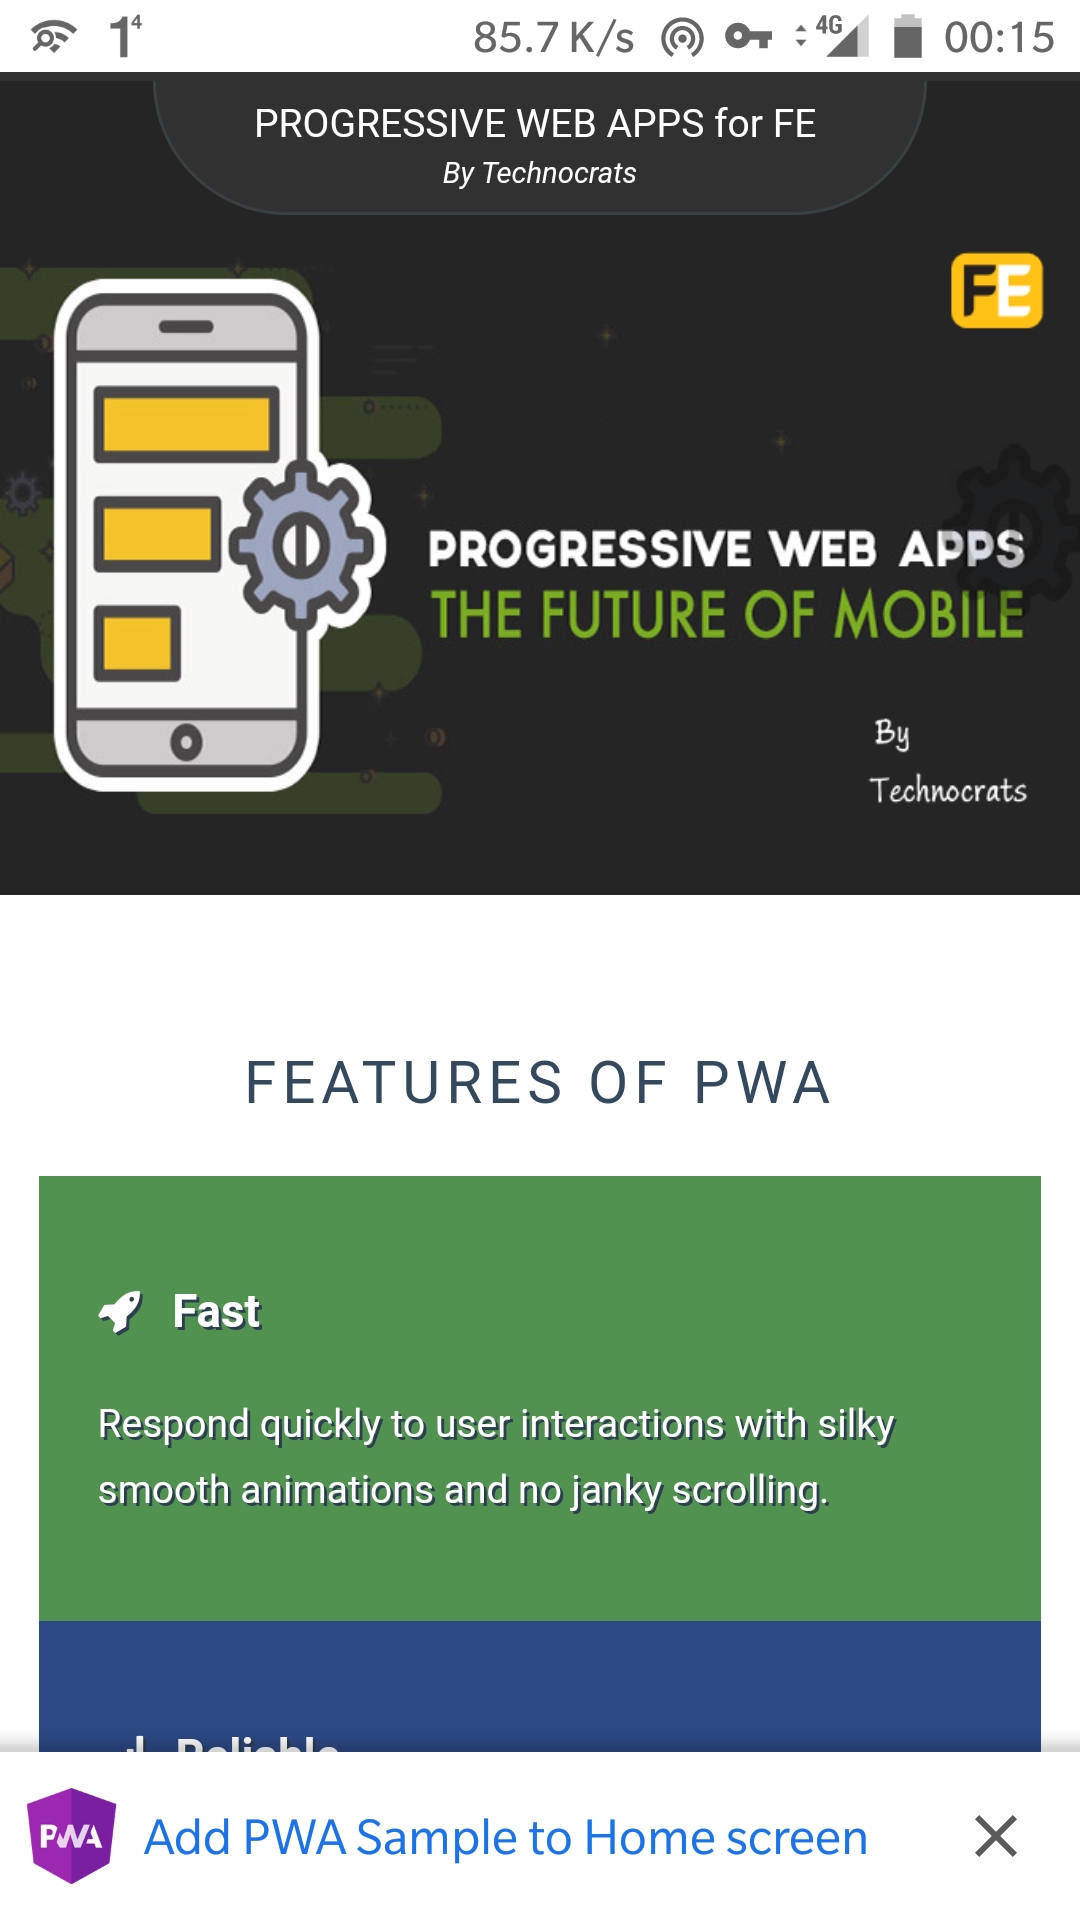 1⁴ 85.7 K/s 4G 00:15
PROGRESSIVE WEB APPS for FE
By Technocrats
FE
PROGRESSIVE WEB APPS
THE FUTURE OF MOBILE
By
Technocrats
FEATURES OF PWA
Fast
Respond quickly to user interactions with silky
smooth animations and no janky scrolling.
Reliable
PWA Add PWA Sample to Home screen